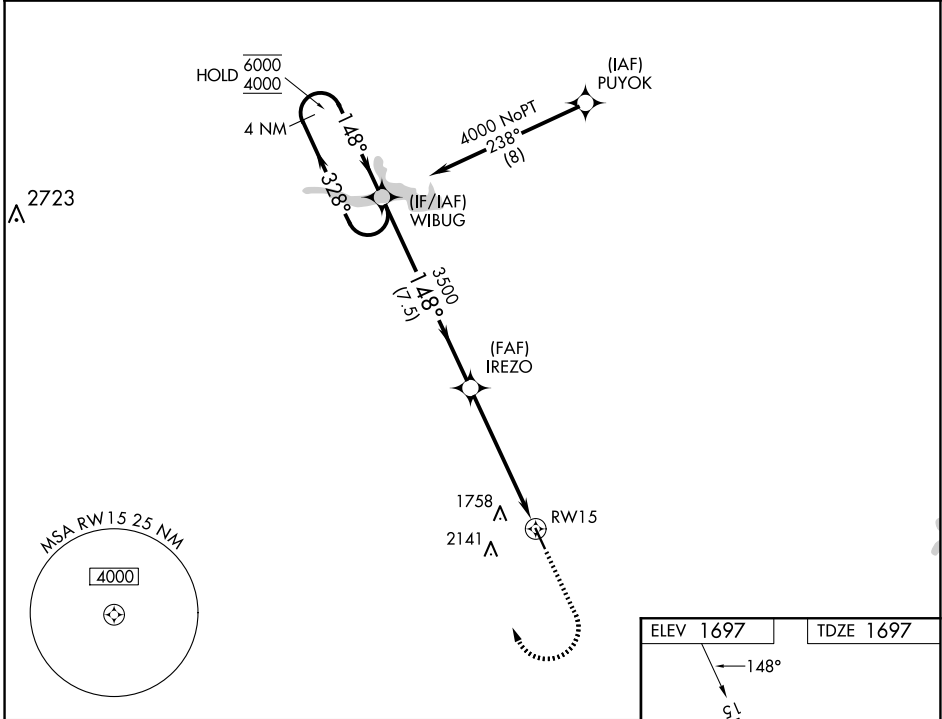 HOLD 6000
4000
4 NM
148°
328°
(IAF)
PUYOK
4000 NoPT
238°
(8)
2723
(IF/IAF)
WIBUG
3500
148°
(7.5)
(FAF)
IREZO
1758
2141
RW15
MSA RW15 25 NM
4000
ELEV 1697
TDZE 1697
148°
15